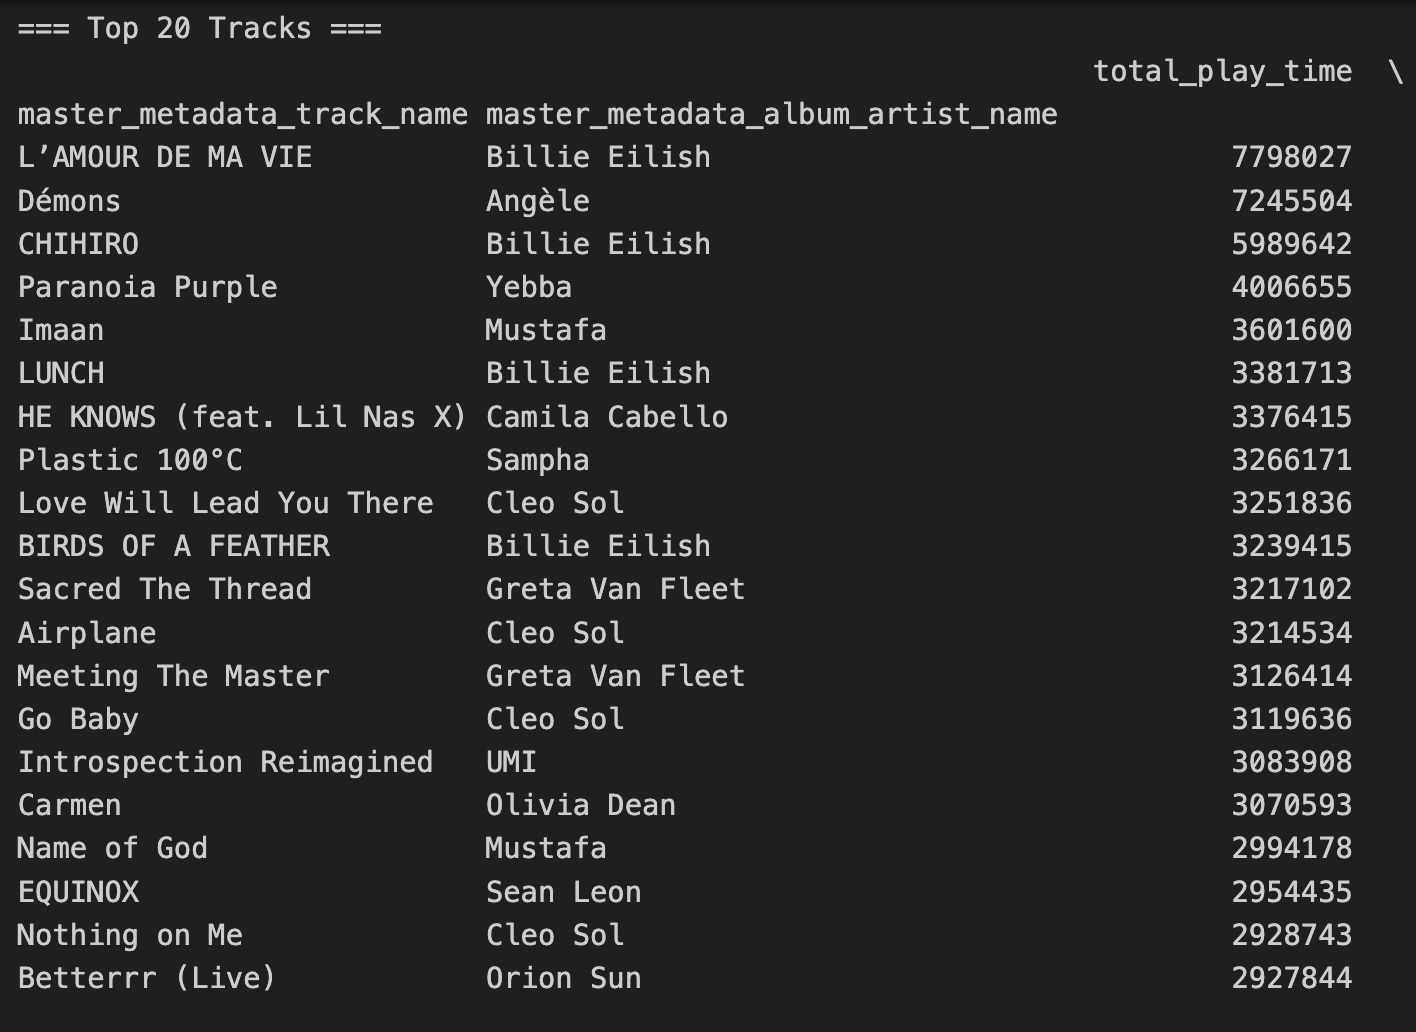 === Top 20 Tracks ===
total_play_time \
master_metadata_track_name master_metadata_album_artist_name
L’AMOUR DE MA VIE Billie Eilish 7798027
Démons Angèle 7245504
CHIHIRO Billie Eilish 5989642
Paranoia Purple Yebba 4006655
Imaan Mustafa 3601600
LUNCH Billie Eilish 3381713
HE KNOWS (feat. Lil Nas X) Camila Cabello 3376415
Plastic 100°C Sampha 3266171
Love Will Lead You There Cleo Sol 3251836
BIRDS OF A FEATHER Billie Eilish 3239415
Sacred The Thread Greta Van Fleet 3217102
Airplane Cleo Sol 3214534
Meeting The Master Greta Van Fleet 3126414
Go Baby Cleo Sol 3119636
Introspection Reimagined UMI 3083908
Carmen Olivia Dean 3070593
Name of God Mustafa 2994178
EQUINOX Sean Leon 2954435
Nothing on Me Cleo Sol 2928743
Betterrr (Live) Orion Sun 2927844